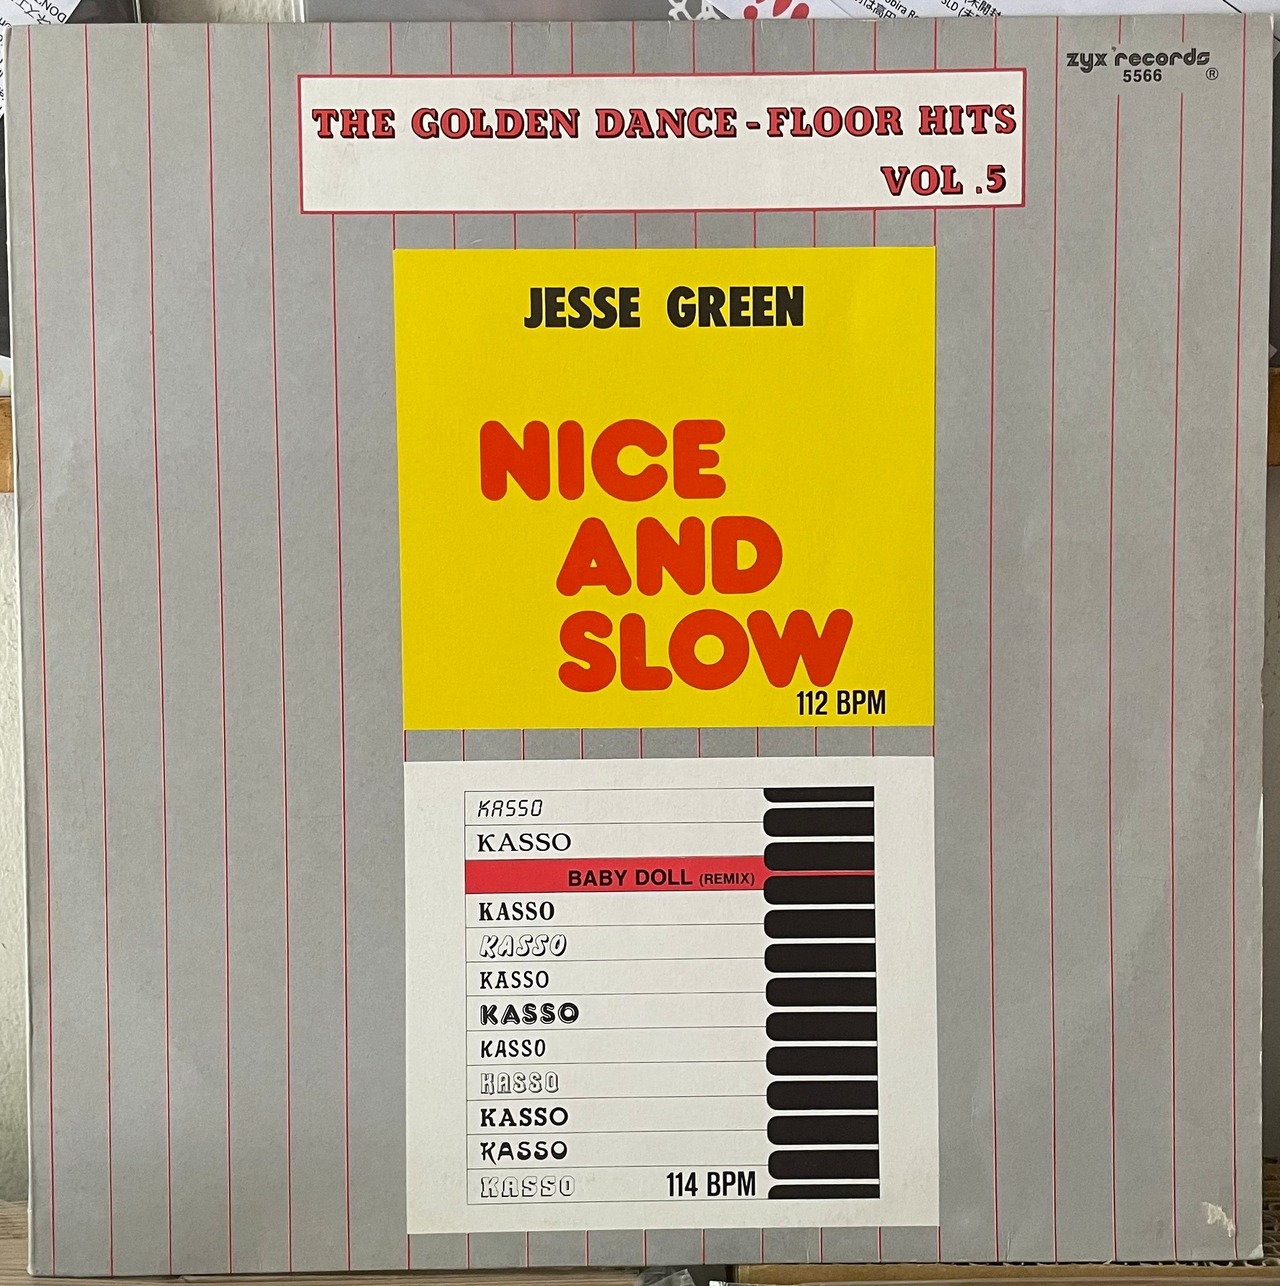 zyx records
5566 ®
THE GOLDEN DANCE-FLOOR HITS
VOL .5
JESSE GREEN
NICE
AND
SLOW
112 BPM
KASSO
KASSO
BABY DOLL (REMIX)
KASSO
KASSO
KASSO
KASSO
KASSO
KASSO
KASSO
KASSO
KASSO
114 BPM